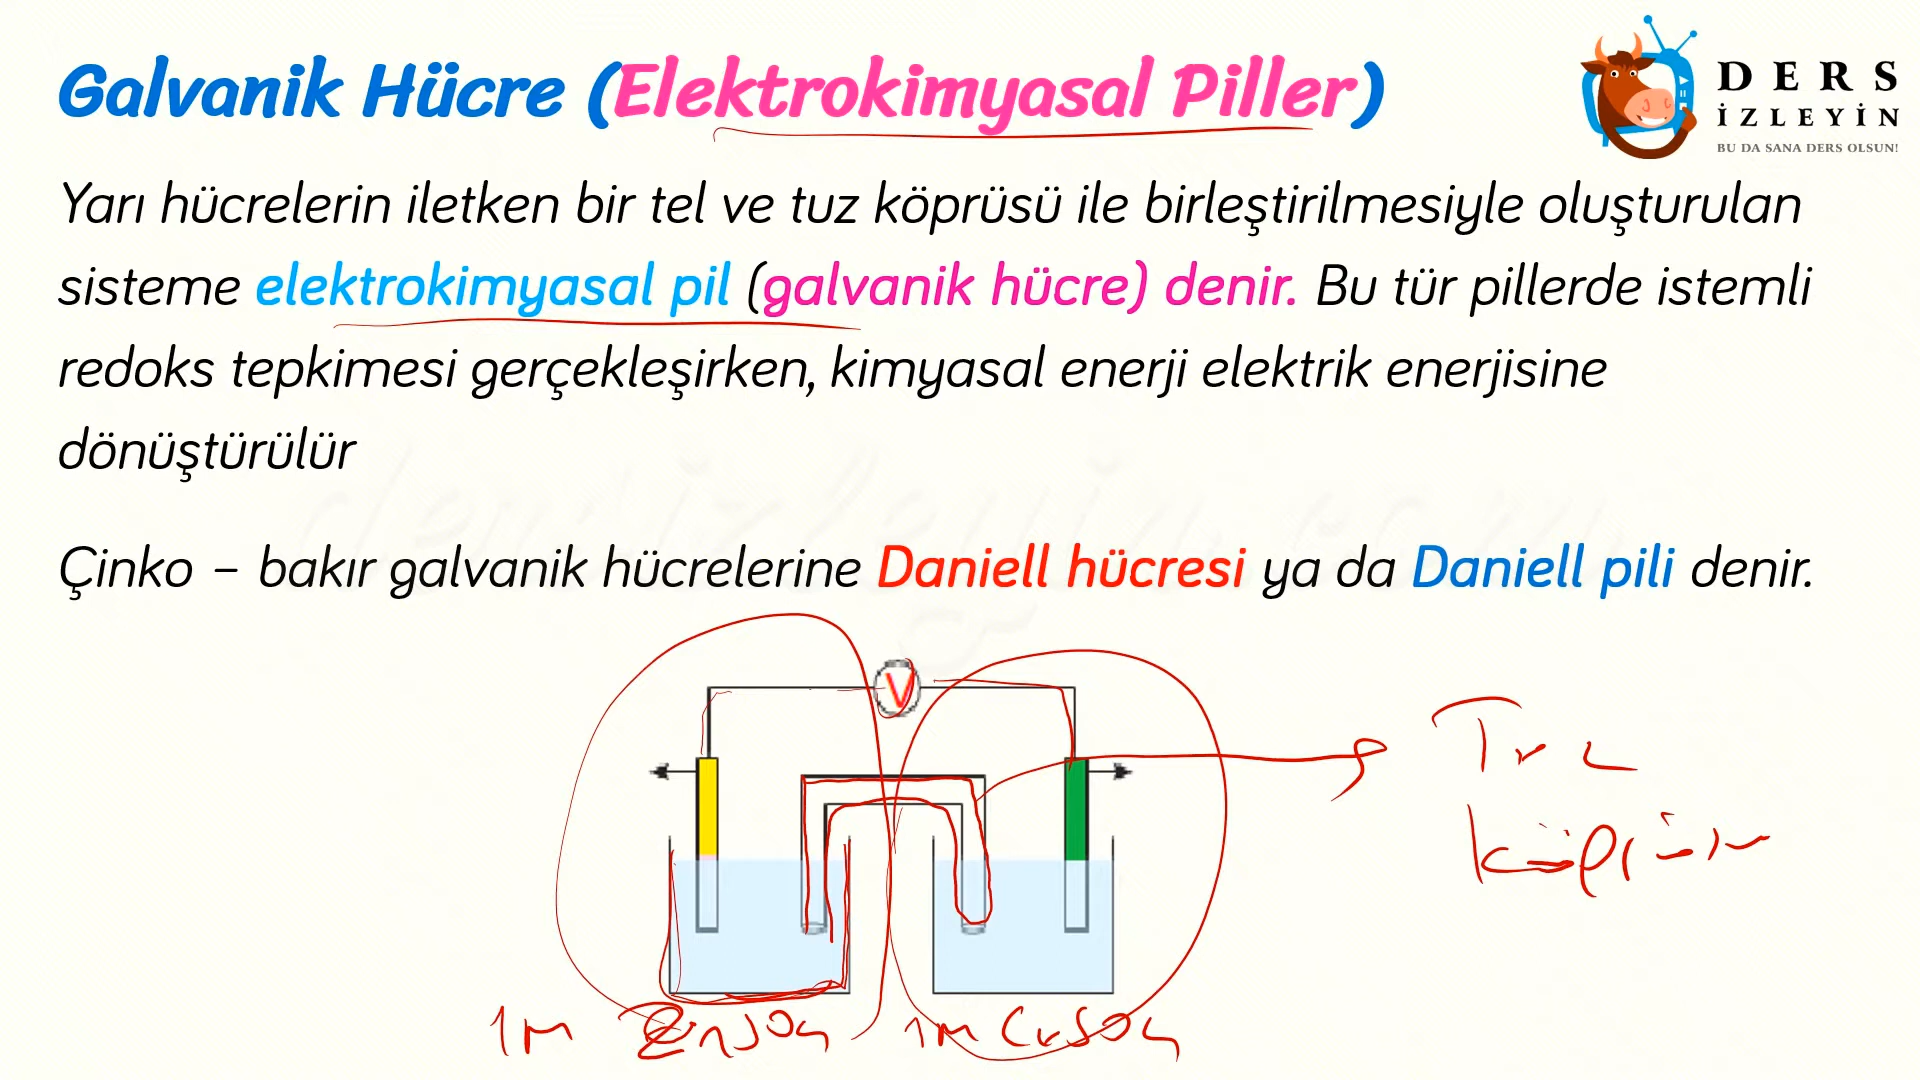 Galvanik Hücre (Elektrokimyasal Piller)
DERS
İZLEYİN
BU DA SANA DERS OLSUN!
Yarı hücrelerin iletken bir tel ve tuz köprüsü ile birleştirilmesiyle oluşturulan
sisteme elektrokimyasal pil (galvanik hücre) denir. Bu tür pillerde istemli
redoks tepkimesi gerçekleşirken, kimyasal enerji elektrik enerjisine
dönüştürülür
Çinko – bakır galvanik hücrelerine Daniell hücresi ya da Daniell pili denir.
V
1M ZnSO4 1M CuSO4